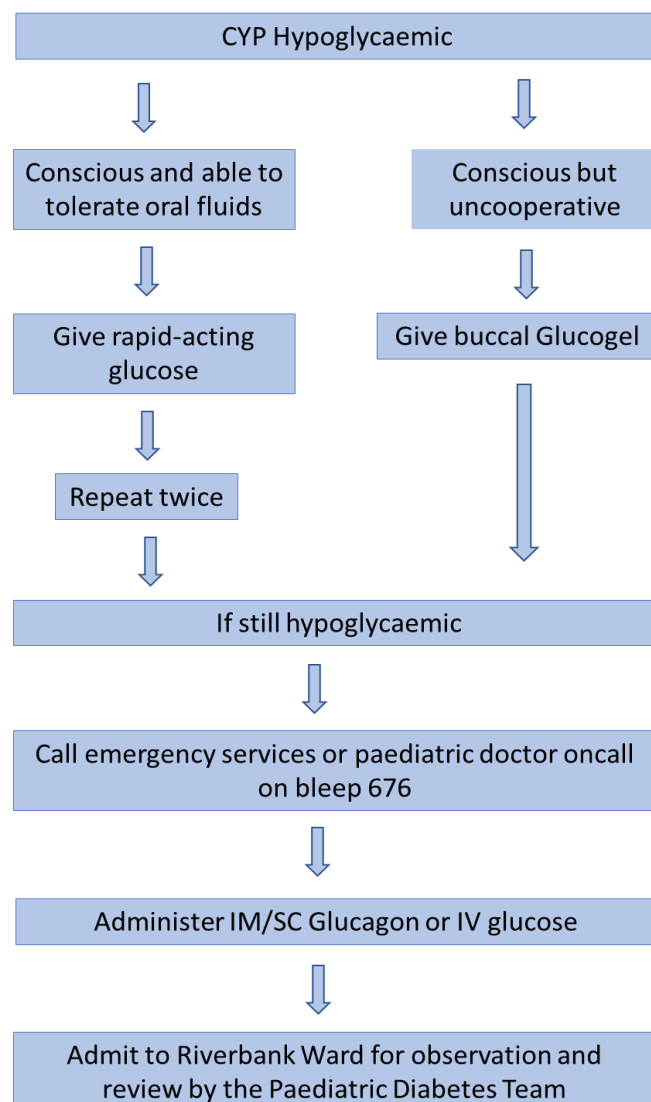 CYP Hypoglycaemic
Conscious and able to
tolerate oral fluids
Conscious but
uncooperative
Give rapid-acting
glucose
Give buccal Glucogel
Repeat twice
If still hypoglycaemic
Call emergency services or paediatric doctor oncall
on bleep 676
Administer IM/SC Glucagon or IV glucose
Admit to Riverbank Ward for observation and
review by the Paediatric Diabetes Team